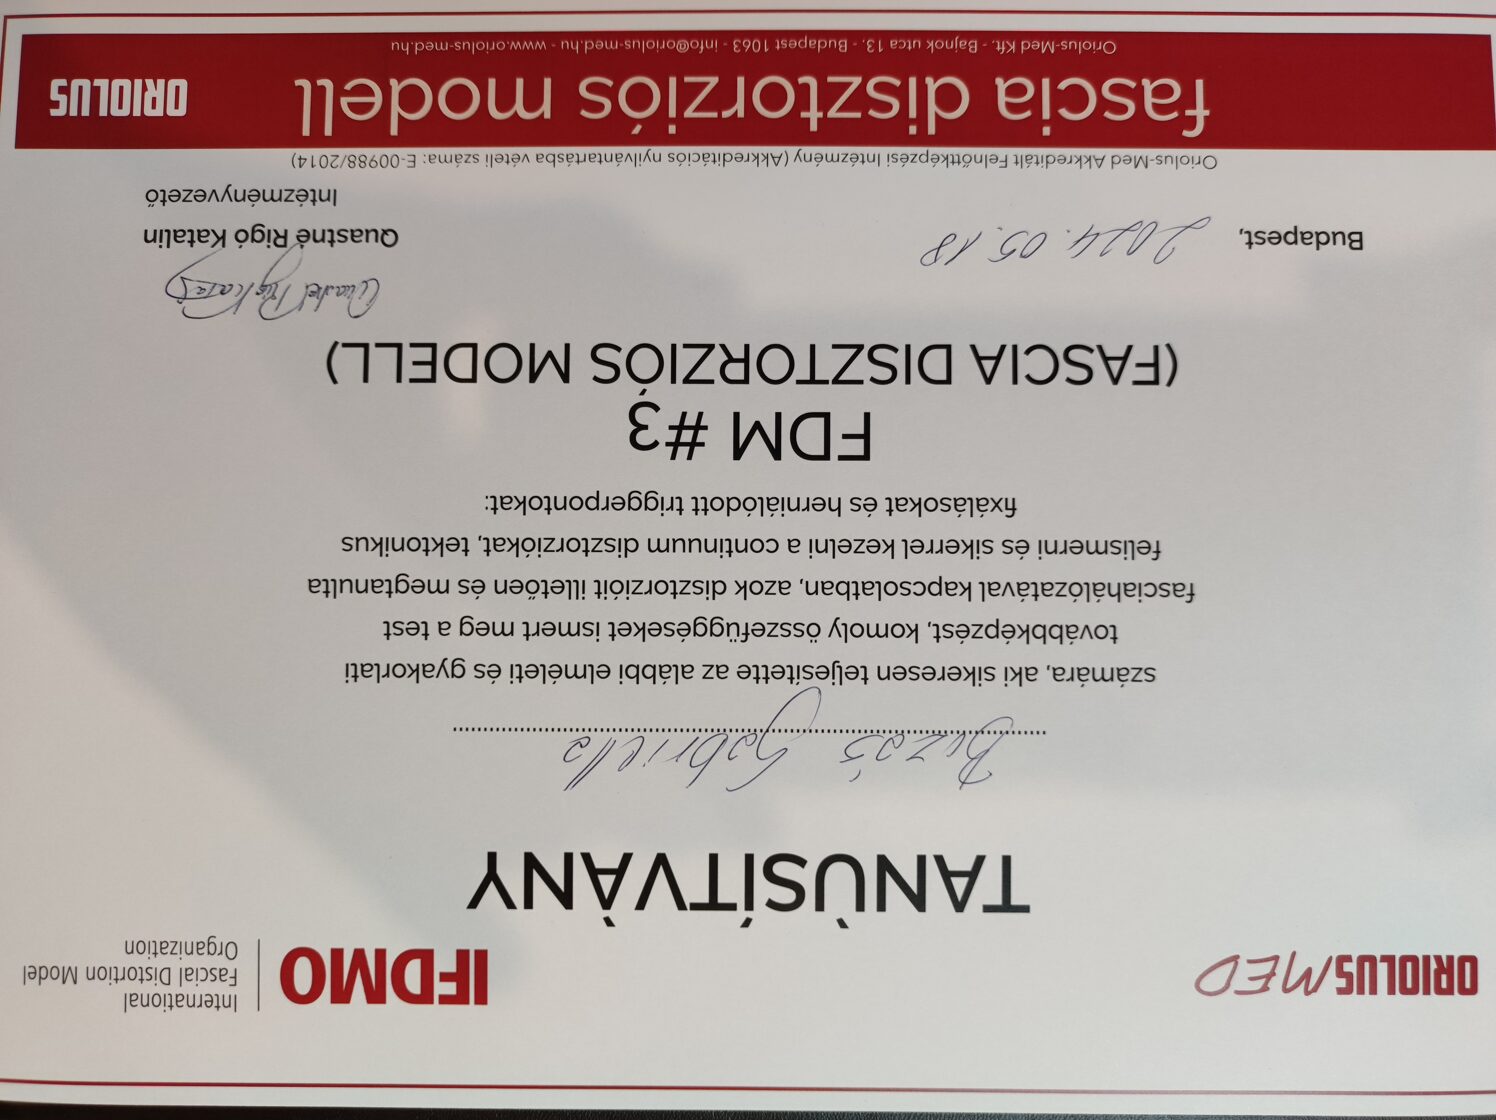 ORIOLUSMED
IFDMO
International
Fascial Distortion Model
Organization
TANÚSÍTVÁNY
Buzás Gabriella
számára, aki sikeresen teljesítette az alábbi elméleti és gyakorlati
továbbképzést, komoly összefüggéseket ismert meg a test
fasciahálózatával kapcsolatban, azok disztorzióit illetően és megtanulta
felismerni és sikerrel kezelni a continuum disztorziókat, tektonikus
fixálásokat és herniálódott triggerpontokat:
FDM #3
(FASCIA DISZTORZIÓS MODELL)
Budapest, 2024.05.18
Quastné Rigó Katalin
Intézményvezető
Oriolus-Med Akkreditált Felnőttképzési Intézmény (Akkreditációs nyilvántartásba vételi száma: E-00988/2014)
fascia disztorziós modell
ORIOLUS
Oriolus-Med Kft. - Bajnok utca 13. - Budapest 1063 - info@oriolus-med.hu - www.oriolus-med.hu